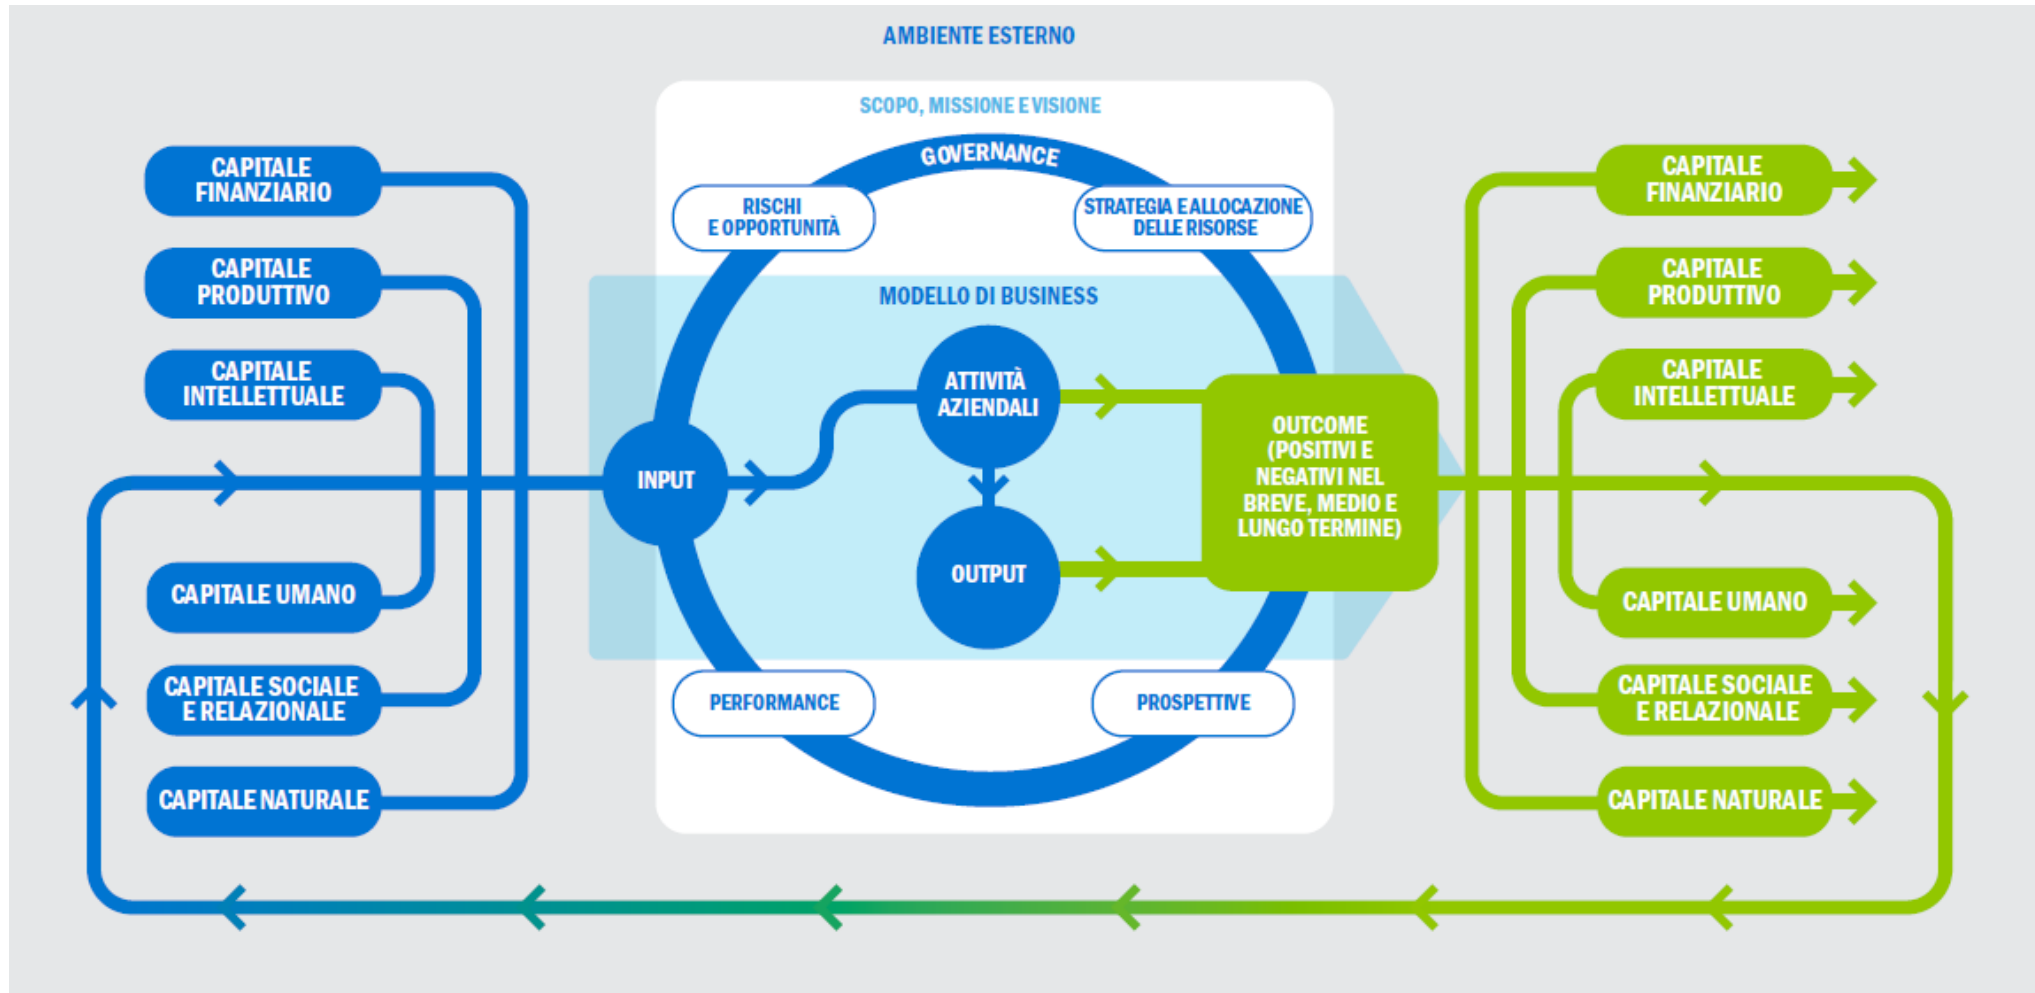 AMBIENTE ESTERNO
SCOPO, MISSIONE E VISIONE
GOVERNANCE
CAPITALE
FINANZIARIO
CAPITALE
PRODUTTIVO
CAPITALE
INTELLETTUALE
CAPITALE UMANO
CAPITALE SOCIALE
E RELAZIONALE
CAPITALE NATURALE
RISCHI
E OPPORTUNITÀ
STRATEGIA E ALLOCAZIONE
DELLE RISORSE
MODELLO DI BUSINESS
INPUT
ATTIVITÀ
AZIENDALI
OUTPUT
OUTCOME
(POSITIVI E
NEGATIVI NEL
BREVE, MEDIO E
LUNGO TERMINE)
PERFORMANCE
PROSPETTIVE
CAPITALE
FINANZIARIO
CAPITALE
PRODUTTIVO
CAPITALE
INTELLETTUALE
CAPITALE UMANO
CAPITALE SOCIALE
E RELAZIONALE
CAPITALE NATURALE